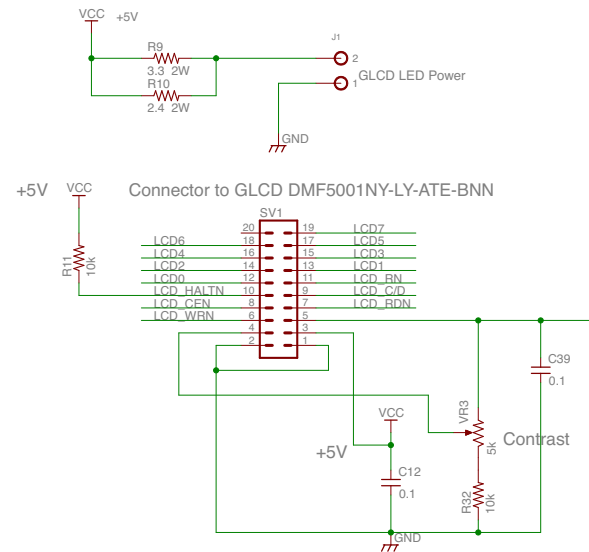 VCC +5V
J1
R9
3.3 2W
2
R10
2.4 2W
1
GLCD LED Power
GND
+5V VCC Connector to GLCD DMF5001NY-LY-ATE-BNN
SV1
20 19 LCD7
LCD6 18 17 LCD5
LCD4 16 15 LCD3
LCD2 14 13 LCD1
LCD0 12 11 LCD_RN
LCD_HALTN 10 9 LCD_C/D
LCD_CEN 8 7 LCD_RDN
LCD_WRN 6 5
4 3
2 1
R11
10k
C39
0.1
VR3
5k
Contrast
VCC
+5V
C12
0.1
R32
10k
GND